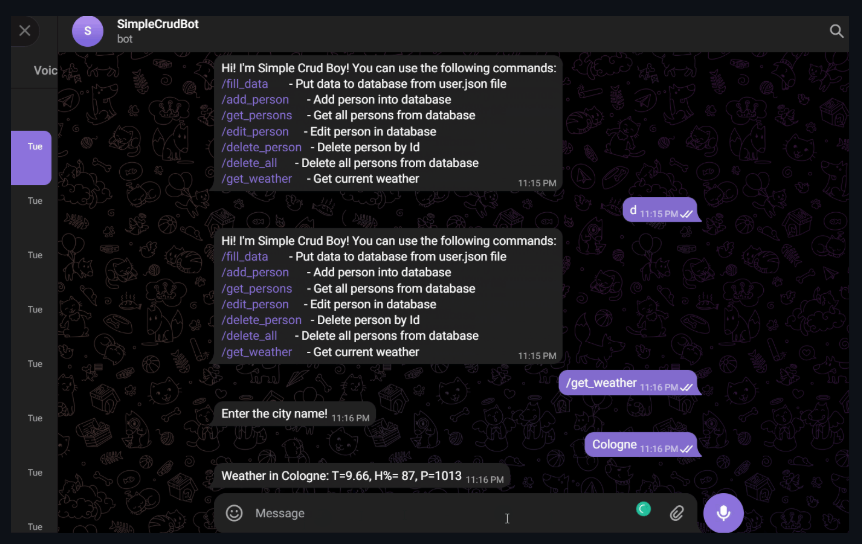 SimpleCrudBot
S
bot
Voic
Hi! I'm Simple Crud Boy! You can use the following commands:
/fill_data - Put data to database from user.json file
/add_person - Add person into database
/get_persons - Get all persons from database
/edit_person - Edit person in database
/delete_person - Delete person by Id
/delete_all - Delete all persons from database
/get_weather - Get current weather
11:15 PM
Tue
Tue
d 11:15 PM
Hi! I'm Simple Crud Boy! You can use the following commands:
/fill_data - Put data to database from user.json file
/add_person - Add person into database
/get_persons - Get all persons from database
/edit_person - Edit person in database
/delete_person - Delete person by Id
/delete_all - Delete all persons from database
/get_weather - Get current weather
11:15 PM
Tue
Tue
Tue
/get_weather 11:16 PM
Enter the city name! 11:16 PM
Tue
Cologne 11:16 PM
Tue
Weather in Cologne: T=9.66, H%= 87, P=1013 11:16 PM
Message
Tue